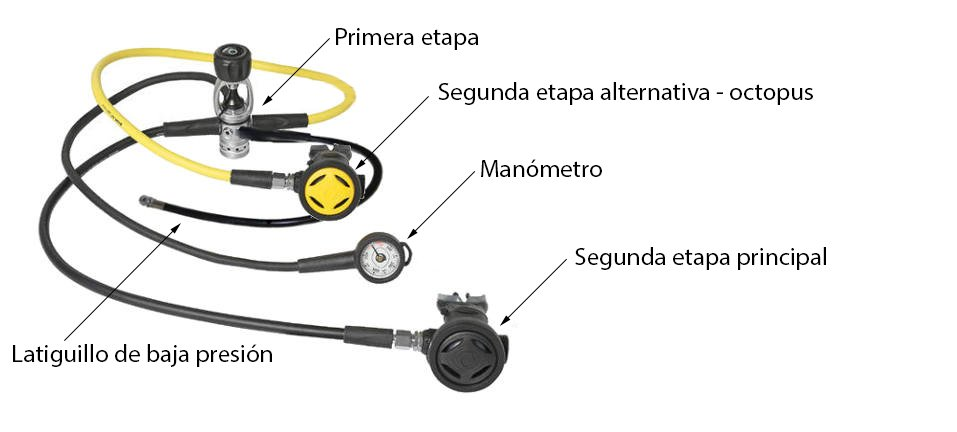 Primera etapa
Segunda etapa alternativa - octopus
Manómetro
Segunda etapa principal
Latiguillo de baja presión